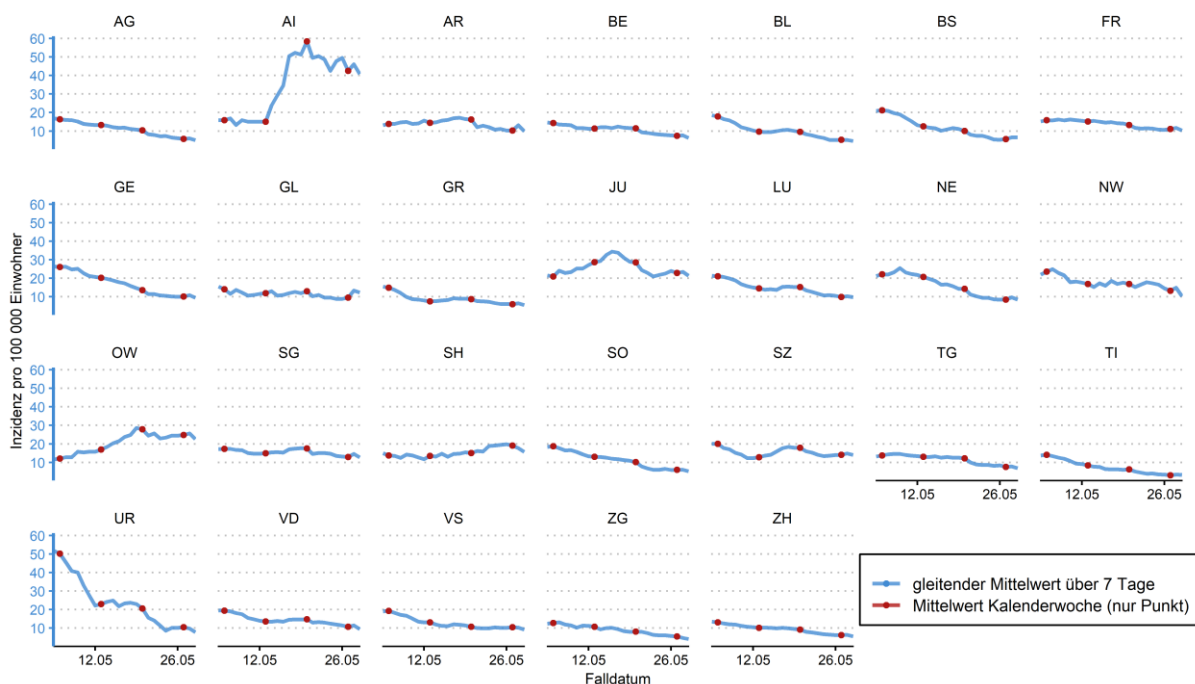 AG AI AR BE BL BS FR
60
50
40
30
20
10
GE GL GR JU LU NE NW
60
50
40
30
20
10
Inzidenz pro 100 000 Einwohner
OW SG SH SO SZ TG TI
60
50
40
30
20
10
12.05 26.05 12.05 26.05
UR VD VS ZG ZH
60
50
40
30
20
10
gleitender Mittelwert über 7 Tage
Mittelwert Kalenderwoche (nur Punkt)
12.05 26.05 12.05 26.05 12.05 26.05 12.05 26.05 12.05 26.05
Falldatum